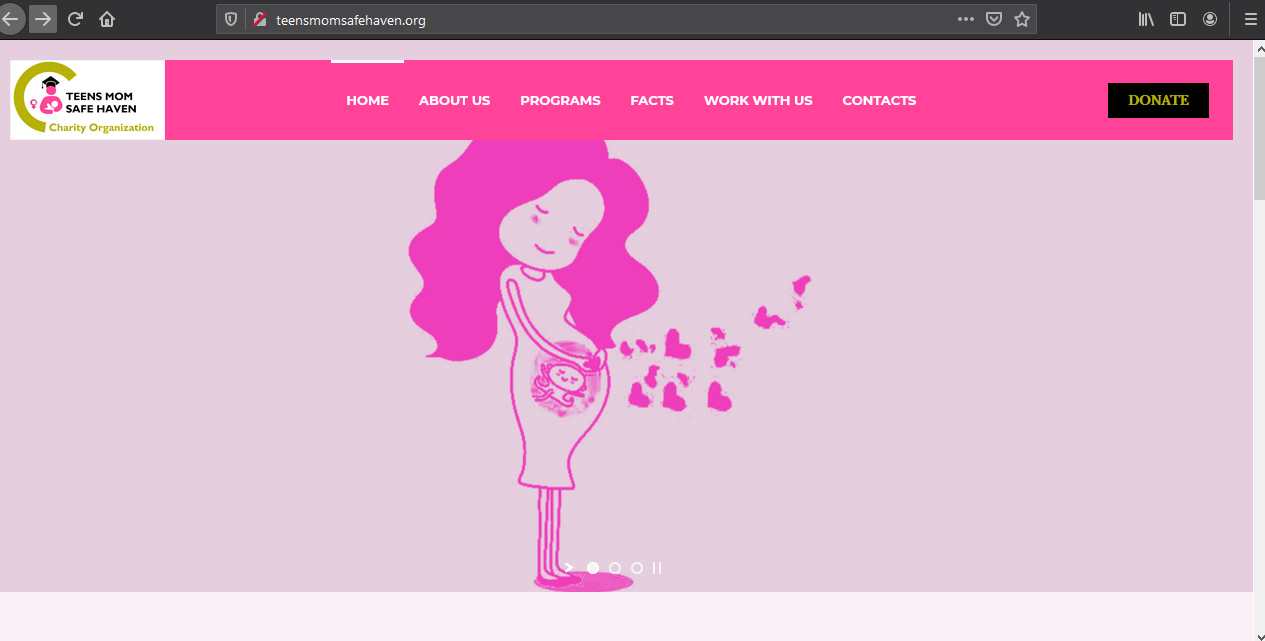 teensmomsafehaven.org
TEENS MOM
SAFE HAVEN
Charity Organization
HOME ABOUT US PROGRAMS FACTS WORK WITH US CONTACTS
DONATE